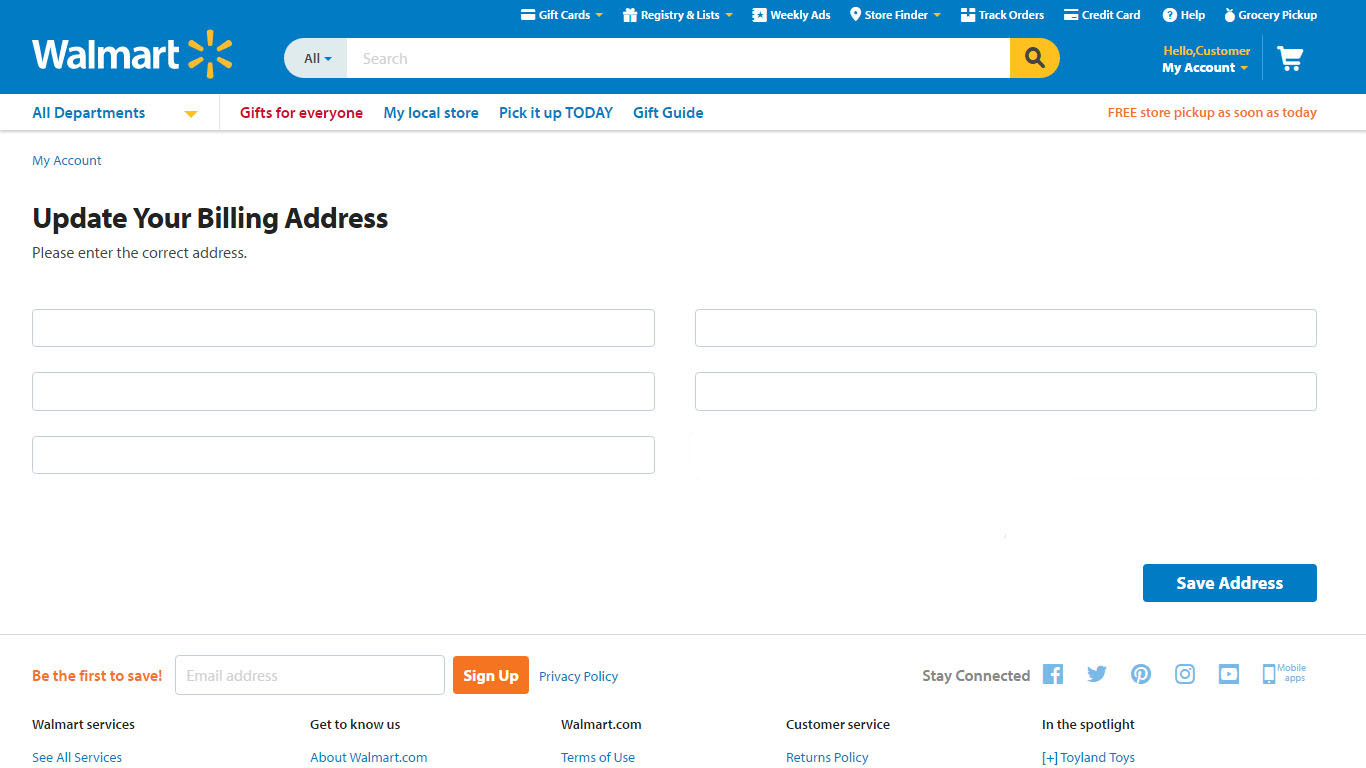 Gift Cards Registry & Lists Weekly Ads Store Finder Track Orders Credit Card Help Grocery Pickup
Walmart All Search Hello,Customer
My Account
All Departments Gifts for everyone My local store Pick it up TODAY Gift Guide FREE store pickup as soon as today
My Account
Update Your Billing Address
Please enter the correct address.
Save Address
Be the first to save! Email address Sign Up Privacy Policy Stay Connected Mobile apps
Walmart services Get to know us Walmart.com Customer service In the spotlight
See All Services About Walmart.com Terms of Use Returns Policy [+] Toyland Toys